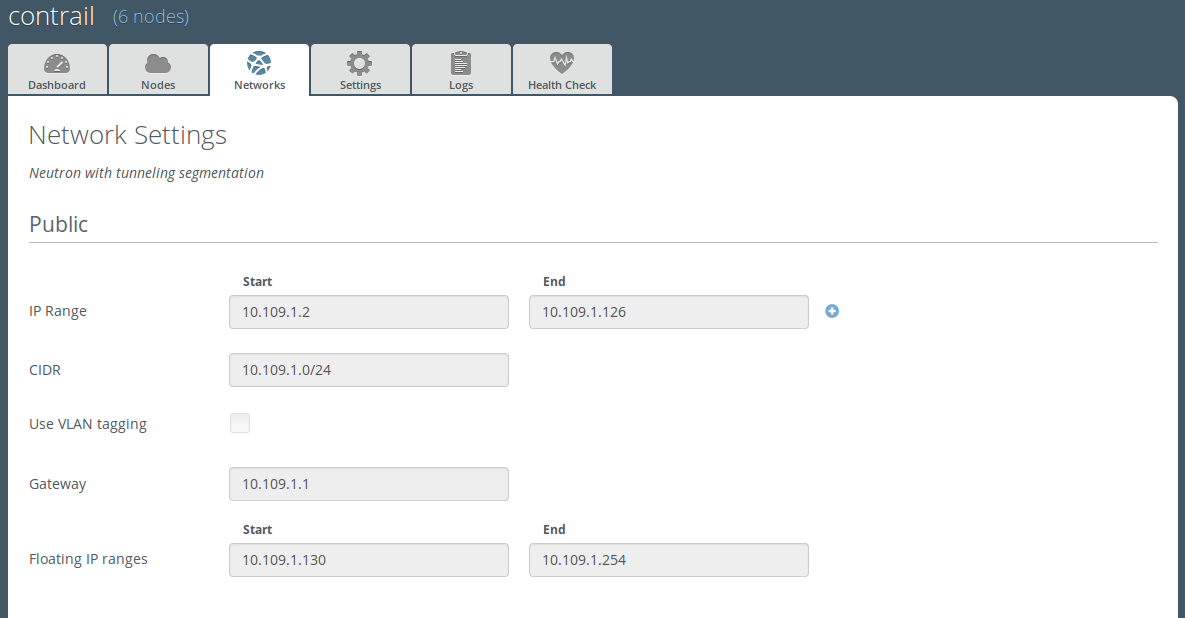 contrail (6 nodes)
Dashboard Nodes Networks Settings Logs Health Check
Network Settings
Neutron with tunneling segmentation
Public
Start End
IP Range 10.109.1.2 10.109.1.126
CIDR 10.109.1.0/24
Use VLAN tagging
Gateway 10.109.1.1
Start End
Floating IP ranges 10.109.1.130 10.109.1.254